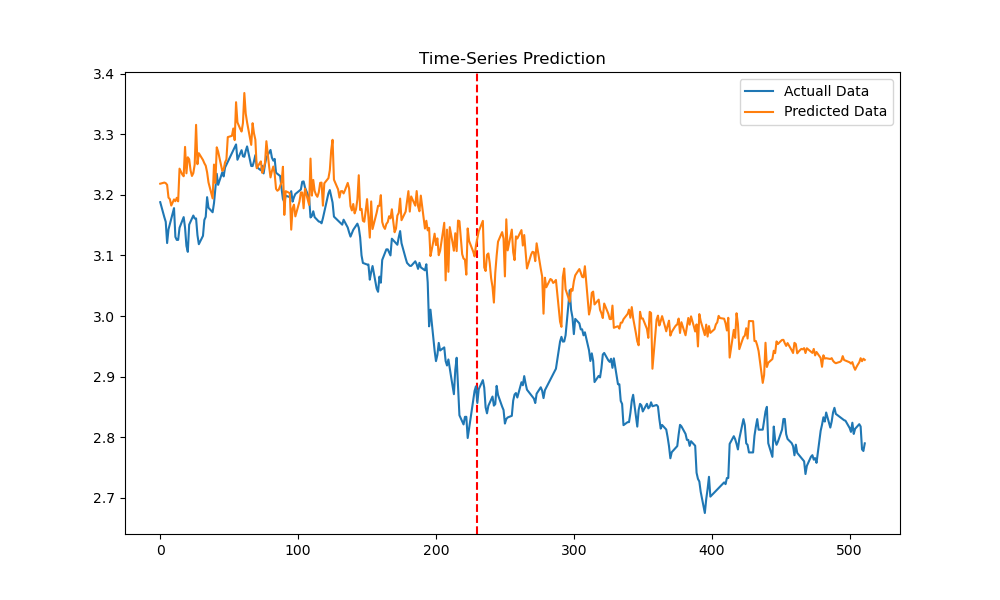 Time-Series Prediction
Actuall Data
Predicted Data
3.4
3.3
3.2
3.1
3.0
2.9
2.8
2.7
0 100 200 300 400 500